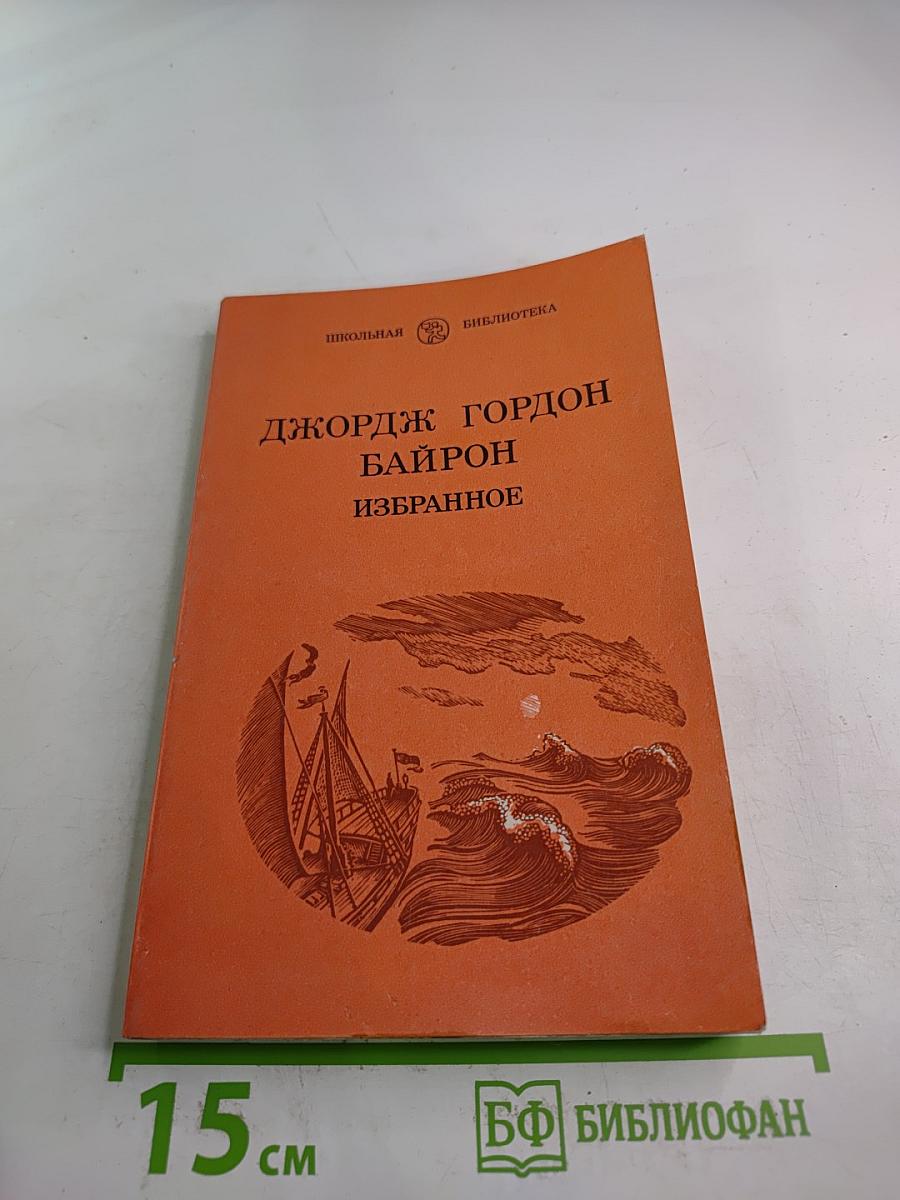 ШКОЛЬНАЯ БИБЛИОТЕКА
ДЖОРДЖ ГОРДОН
БАЙРОН
ИЗБРАННОЕ
15 см
БФ БИБЛИОФАН